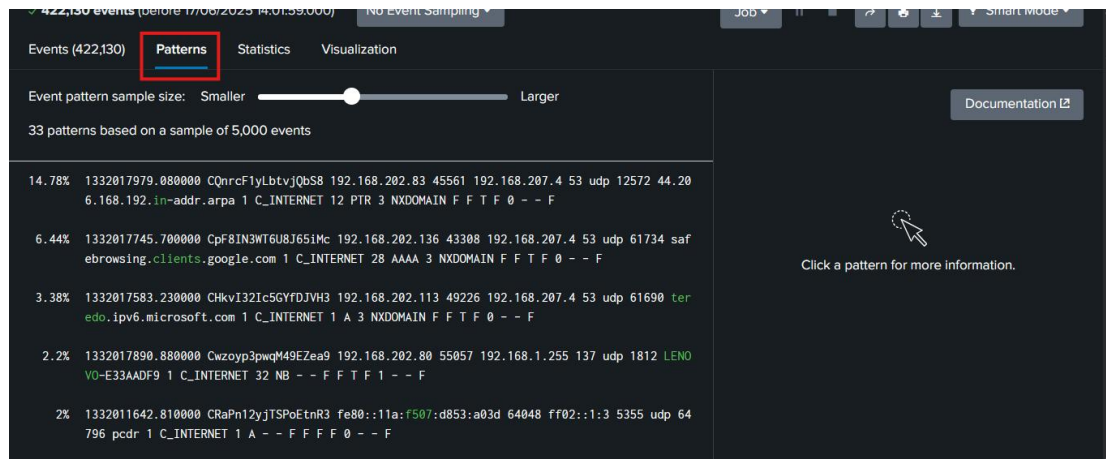 ✓ 422,130 events (before 17/06/2025 14:01:59.000) No Event Sampling ▾ Job ▾ Smart Mode ▾
Events (422,130) Patterns Statistics Visualization
Event pattern sample size: Smaller Larger
Documentation
33 patterns based on a sample of 5,000 events
14.78% 1332017979.080000 CQnrcF1yLbtvjQbS8 192.168.202.83 45561 192.168.207.4 53 udp 12572 44.20
6.168.192.in-addr.arpa 1 C_INTERNET 12 PTR 3 NXDOMAIN F F T F 0 - - F
6.44% 1332017745.700000 CpF8IN3WT6U8J65iMc 192.168.202.136 43308 192.168.207.4 53 udp 61734 saf
ebrowsing.clients.google.com 1 C_INTERNET 28 AAAA 3 NXDOMAIN F F T F 0 - - F
Click a pattern for more information.
3.38% 1332017583.230000 CHkvI32Ic5GYfDJVH3 192.168.202.113 49226 192.168.207.4 53 udp 61690 ter
edo.ipv6.microsoft.com 1 C_INTERNET 1 A 3 NXDOMAIN F F T F 0 - - F
2.2% 1332017890.880000 Cwzoyp3pwqM49EZea9 192.168.202.80 55057 192.168.1.255 137 udp 1812 LENO
VO-E33AADF9 1 C_INTERNET 32 NB - - F F T F 1 - - F
2% 1332011642.810000 CRaPn12yjTSPoEtnR3 fe80::11a:f507:d853:a03d 64048 ff02::1:3 5355 udp 64
796 pcdr 1 C_INTERNET 1 A - - F F F F 0 - - F